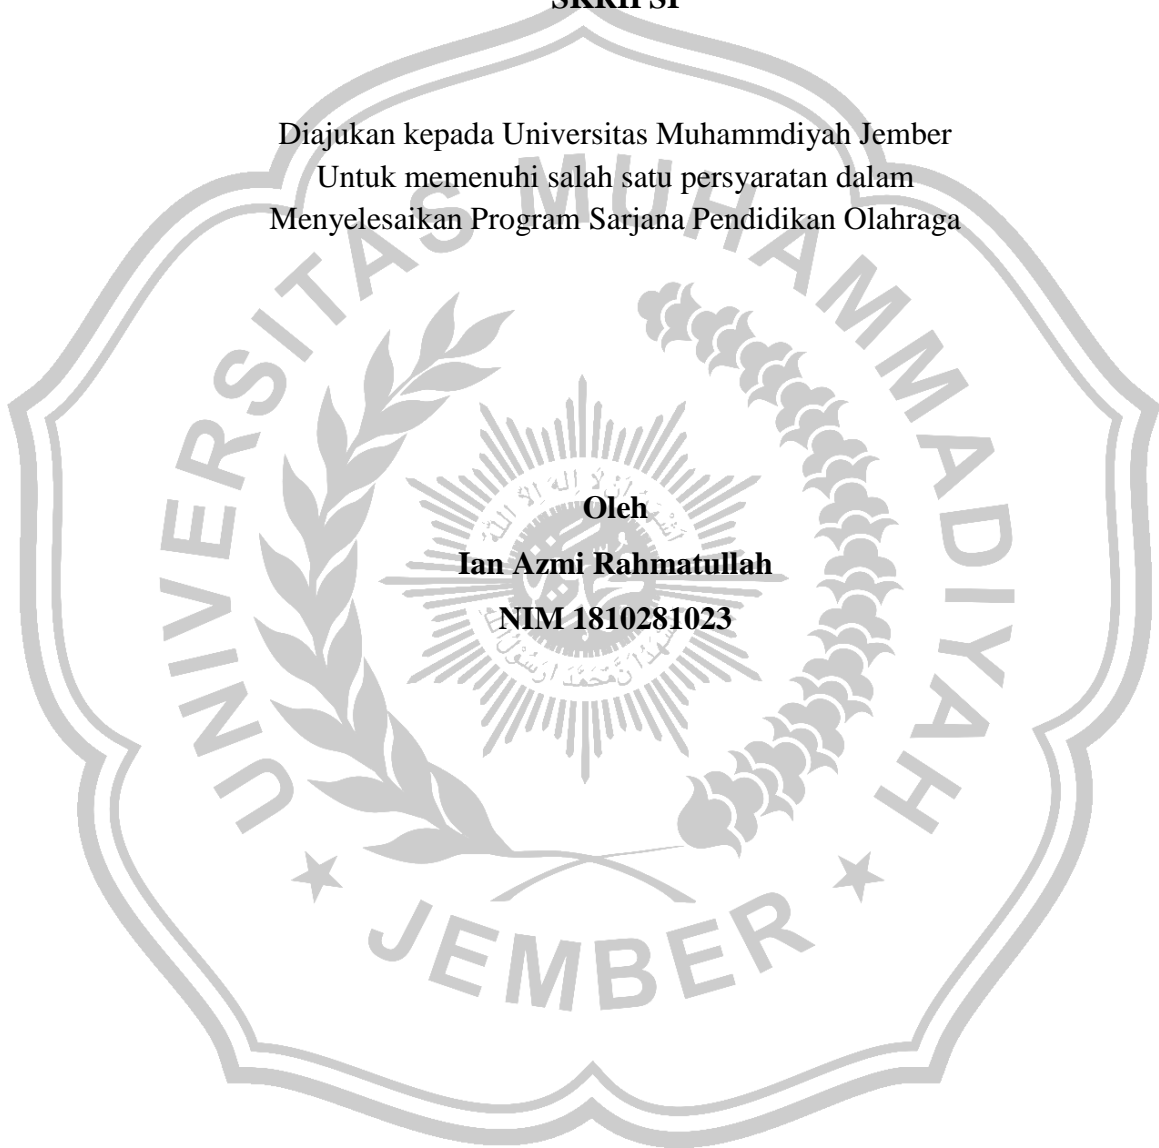 SKRIPSI
Diajukan kepada Universitas Muhammdiyah Jember
Untuk memenuhi salah satu persyaratan dalam
Menyelesaikan Program Sarjana Pendidikan Olahraga
UNIVERSITAS MUHAMMADIYAH
Oleh
Ian Azmi Rahmatullah
NIM 1810281023
JEMBER